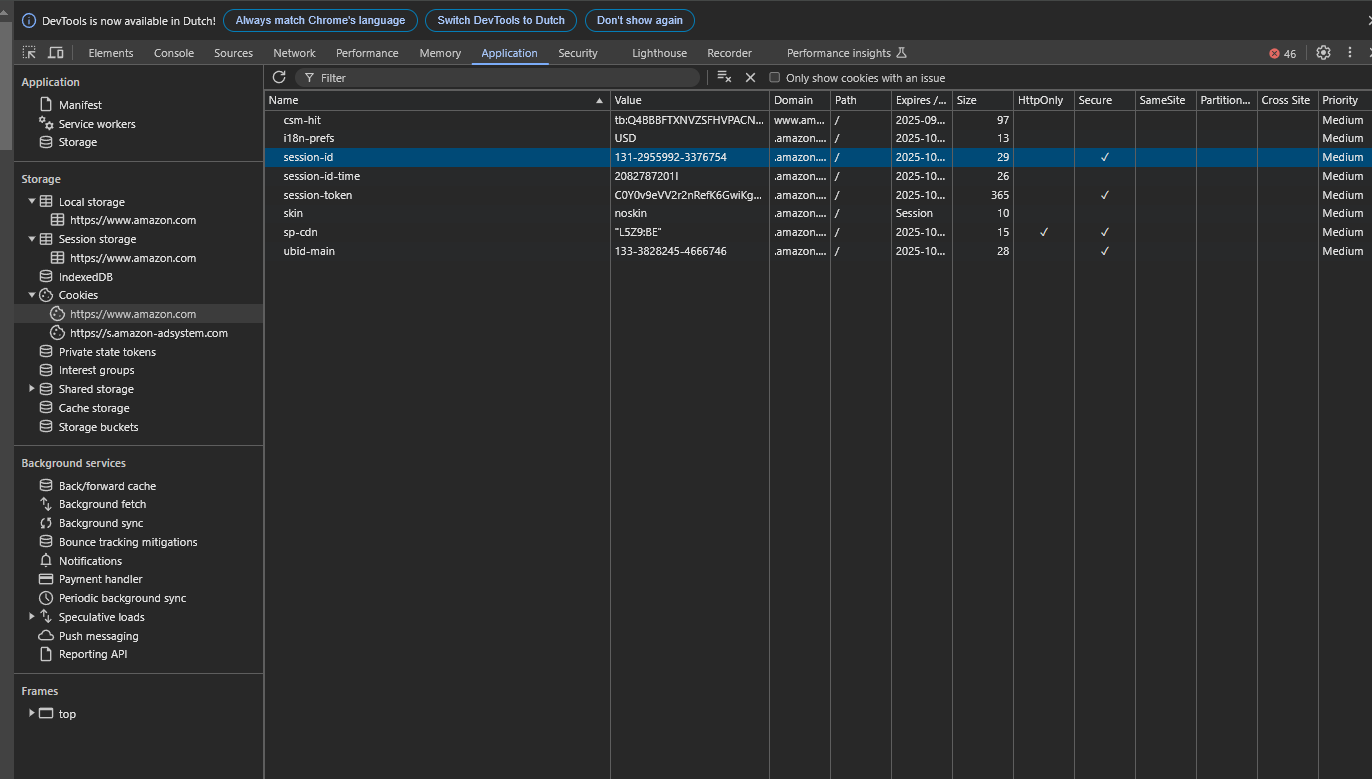 DevTools is now available in Dutch! Always match Chrome's language Switch DevTools to Dutch Don't show again
Elements Console Sources Network Performance Memory Application Security Lighthouse Recorder Performance insights 46
Application
Manifest
Service workers
Storage
Storage
Local storage
https://www.amazon.com
Session storage
https://www.amazon.com
IndexedDB
Cookies
https://www.amazon.com
https://s.amazon-adsystem.com
Private state tokens
Interest groups
Shared storage
Cache storage
Storage buckets
Background services
Back/forward cache
Background fetch
Background sync
Bounce tracking mitigations
Notifications
Payment handler
Periodic background sync
Speculative loads
Push messaging
Reporting API
Frames
top
Filter Only show cookies with an issue
Name Value Domain Path Expires /... Size HttpOnly Secure SameSite Partition... Cross Site Priority
csm-hit tb:Q4BBBFTXNVZSFHVPACN... www.am... / 2025-09... 97 Medium
i18n-prefs USD .amazon.... / 2025-10... 13 Medium
session-id 131-2955992-3376754 .amazon.... / 2025-10... 29 ✓ Medium
session-id-time 2082787201l .amazon.... / 2025-10... 26 Medium
session-token C0Y0v9eVV2r2nRefK6GwiKg... .amazon.... / 2025-10... 365 ✓ Medium
skin noskin .amazon.... / Session 10 Medium
sp-cdn "L5Z9:BE" .amazon.... / 2025-10... 15 ✓ ✓ Medium
ubid-main 133-3828245-4666746 .amazon.... / 2025-10... 28 ✓ Medium